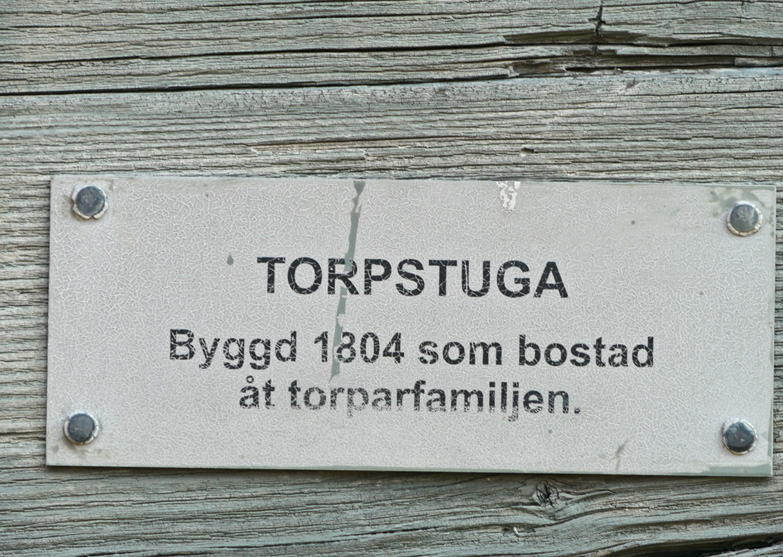 TORPSTUGA
Byggd 1804 som bostad
åt torparfamiljen.